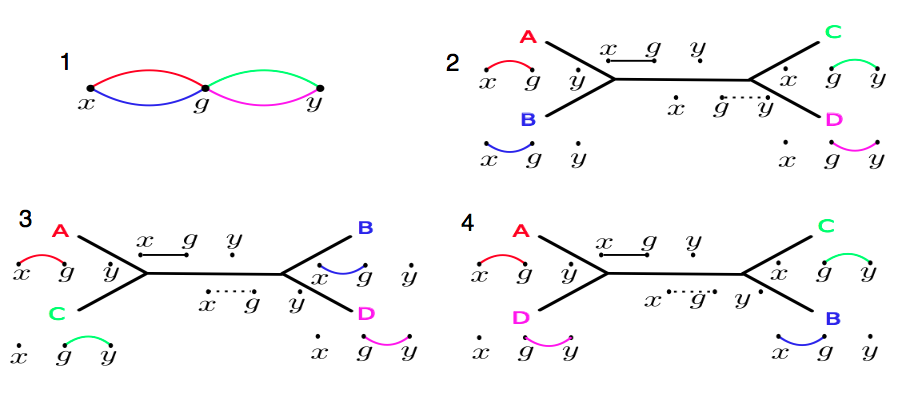 1
x g y
2
A x g y C
x g y x g y
B x g y D
x g y x g y
3
A x g y B
x g y x g y
C x g y D
x g y x g y
4
A x g y C
x g y x g y
D x g y B
x g y x g y